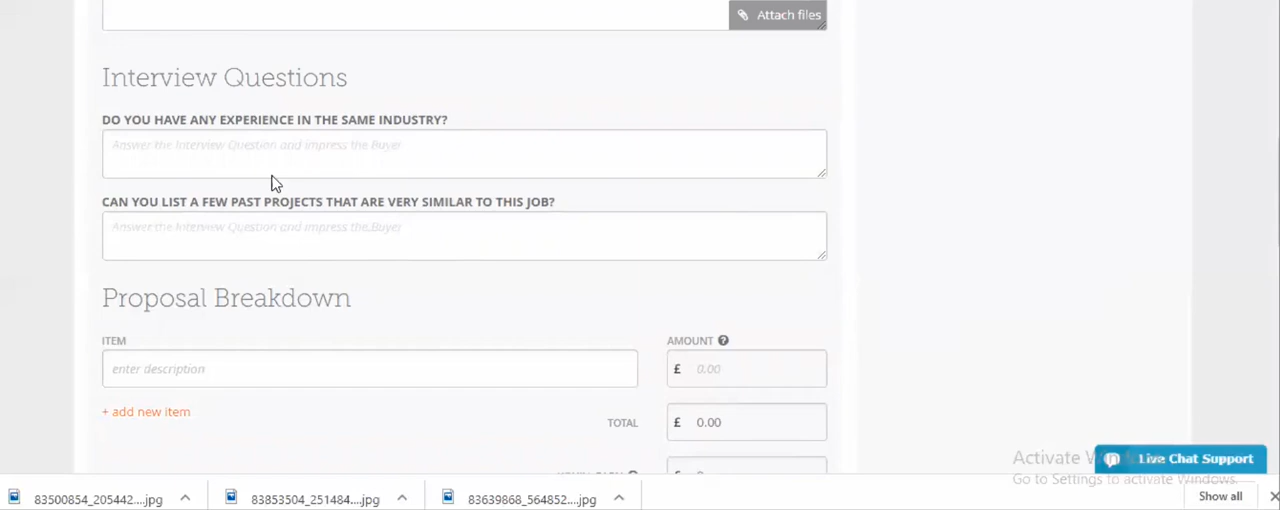 Attach files
Interview Questions
DO YOU HAVE ANY EXPERIENCE IN THE SAME INDUSTRY?
Answer the Interview Question and impress the Buyer
CAN YOU LIST A FEW PAST PROJECTS THAT ARE VERY SIMILAR TO THIS JOB?
Answer the Interview Question and impress the Buyer
Proposal Breakdown
ITEM AMOUNT
enter description £ 0.00
+ add new item TOTAL £ 0.00
Activate Live Chat Support
Go to Settings to activate Windows.
83500854_205442....jpg 83853504_251484....jpg 83639868_564852....jpg Show all